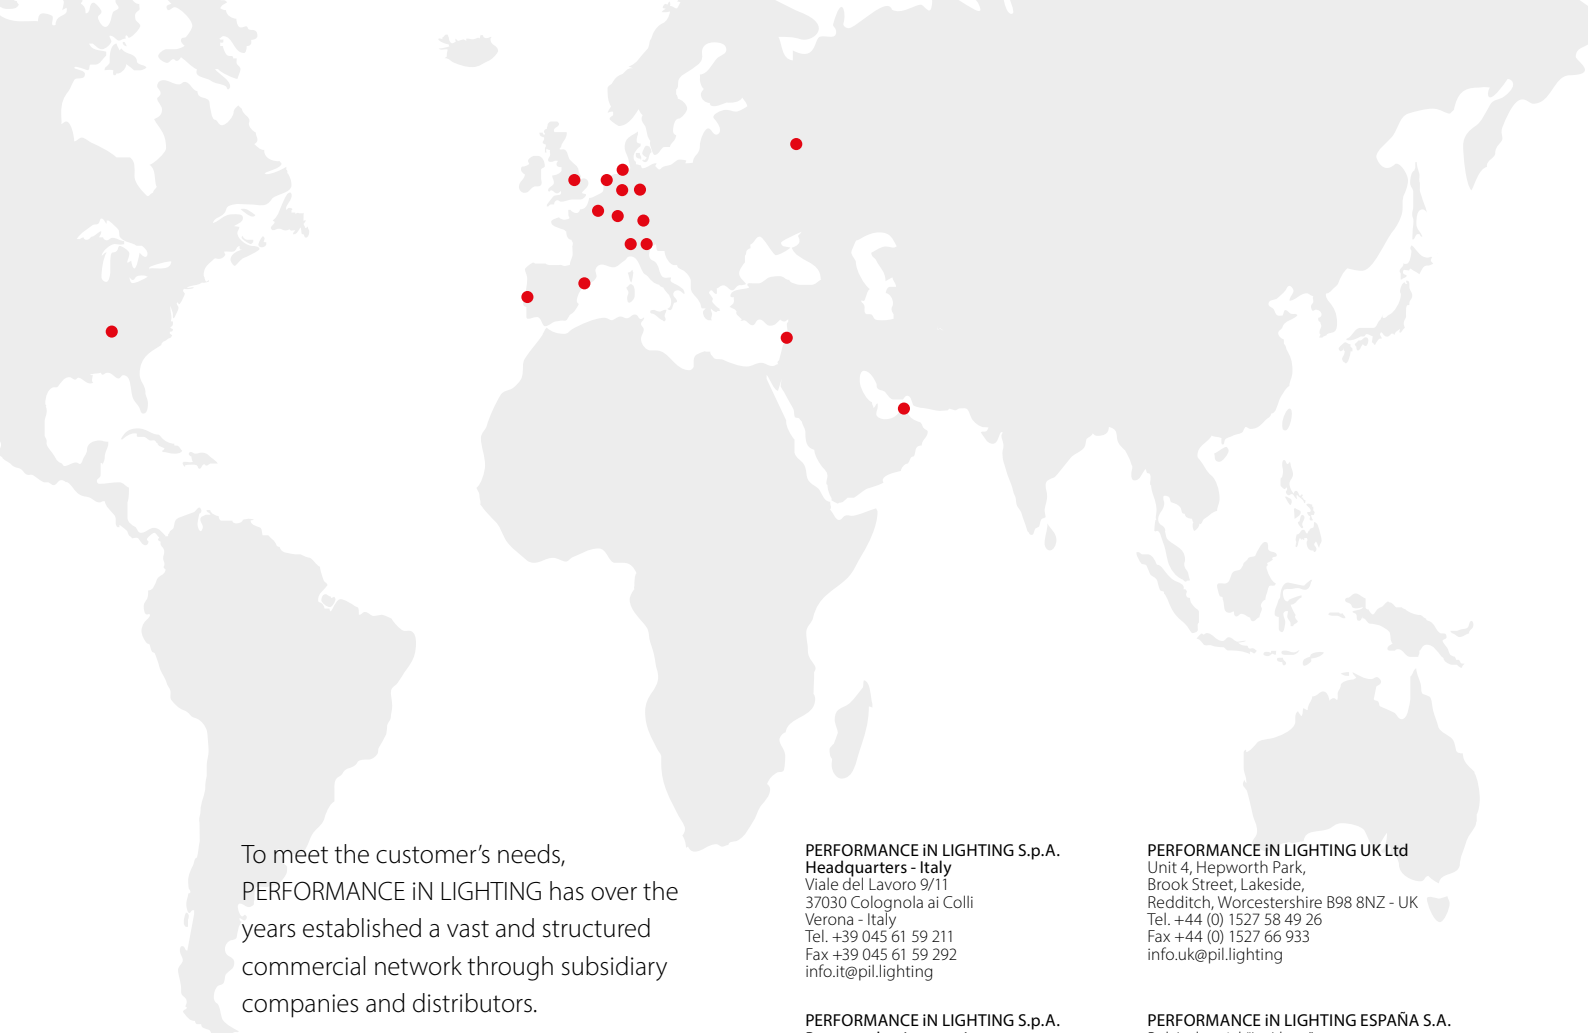 To meet the customer’s needds,
PERFORMANCE iN LIGHTING has over the
years established a vast and structured
commercial network through subsidiary
companies and distributors.
PERFORMANCE iN LIGHTING S.p.A.
Headquarters - Italy
Viale del Lavoro 9/11
37030 Colognola ai Colli
Verona - Italy
Tel. +39 045 61 59 211
Fax +39 045 61 59 292
info.it@pil.lighting
PERFORMANCE iN LIGHTING S.p.A.
PERFORMANCE iN LIGHTING UK Ltd
Unit 4, Hepworth Park,
Brook Street, Lakeside,
Redditch, Worcestershire B98 8NZ - UK
Tel. +44 (0) 1527 58 49 26
Fax +44 (0) 1527 66 933
info.uk@pil.lighting
PERFORMANCE iN LIGHTING ESPAÑA S.A.